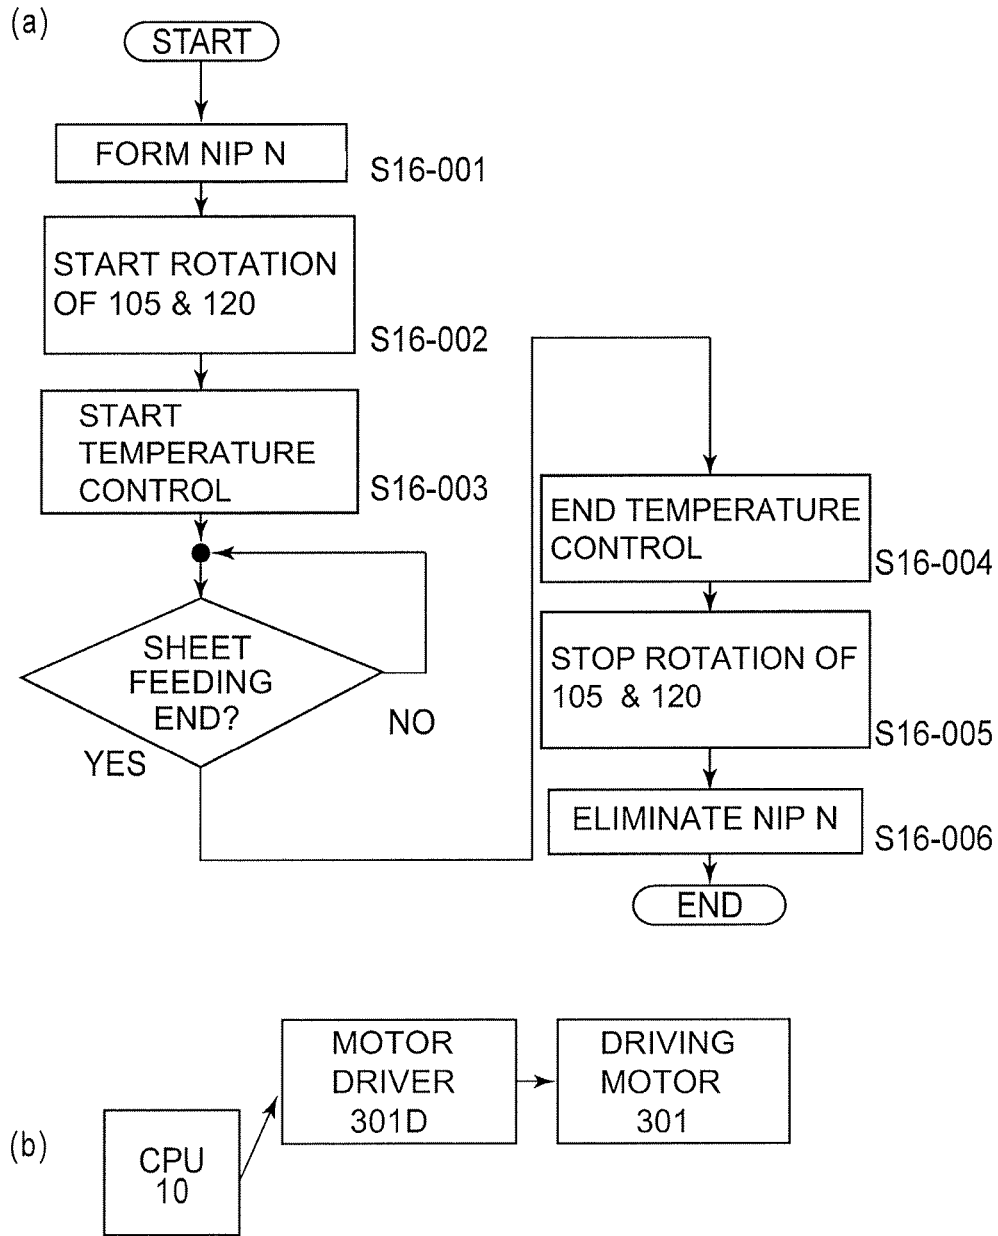 (a)
START
FORM NIP N
S16-001
START ROTATION
OF 105 & 120
S16-002
START
TEMPERATURE
CONTROL
S16-003
SHEET
FEEDING
END?
NO
YES
END TEMPERATURE
CONTROL
S16-004
STOP ROTATION OF
105 & 120
S16-005
ELIMINATE NIP N
S16-006
END
(b)
CPU
10
MOTOR
DRIVER
301D
DRIVING
MOTOR
301